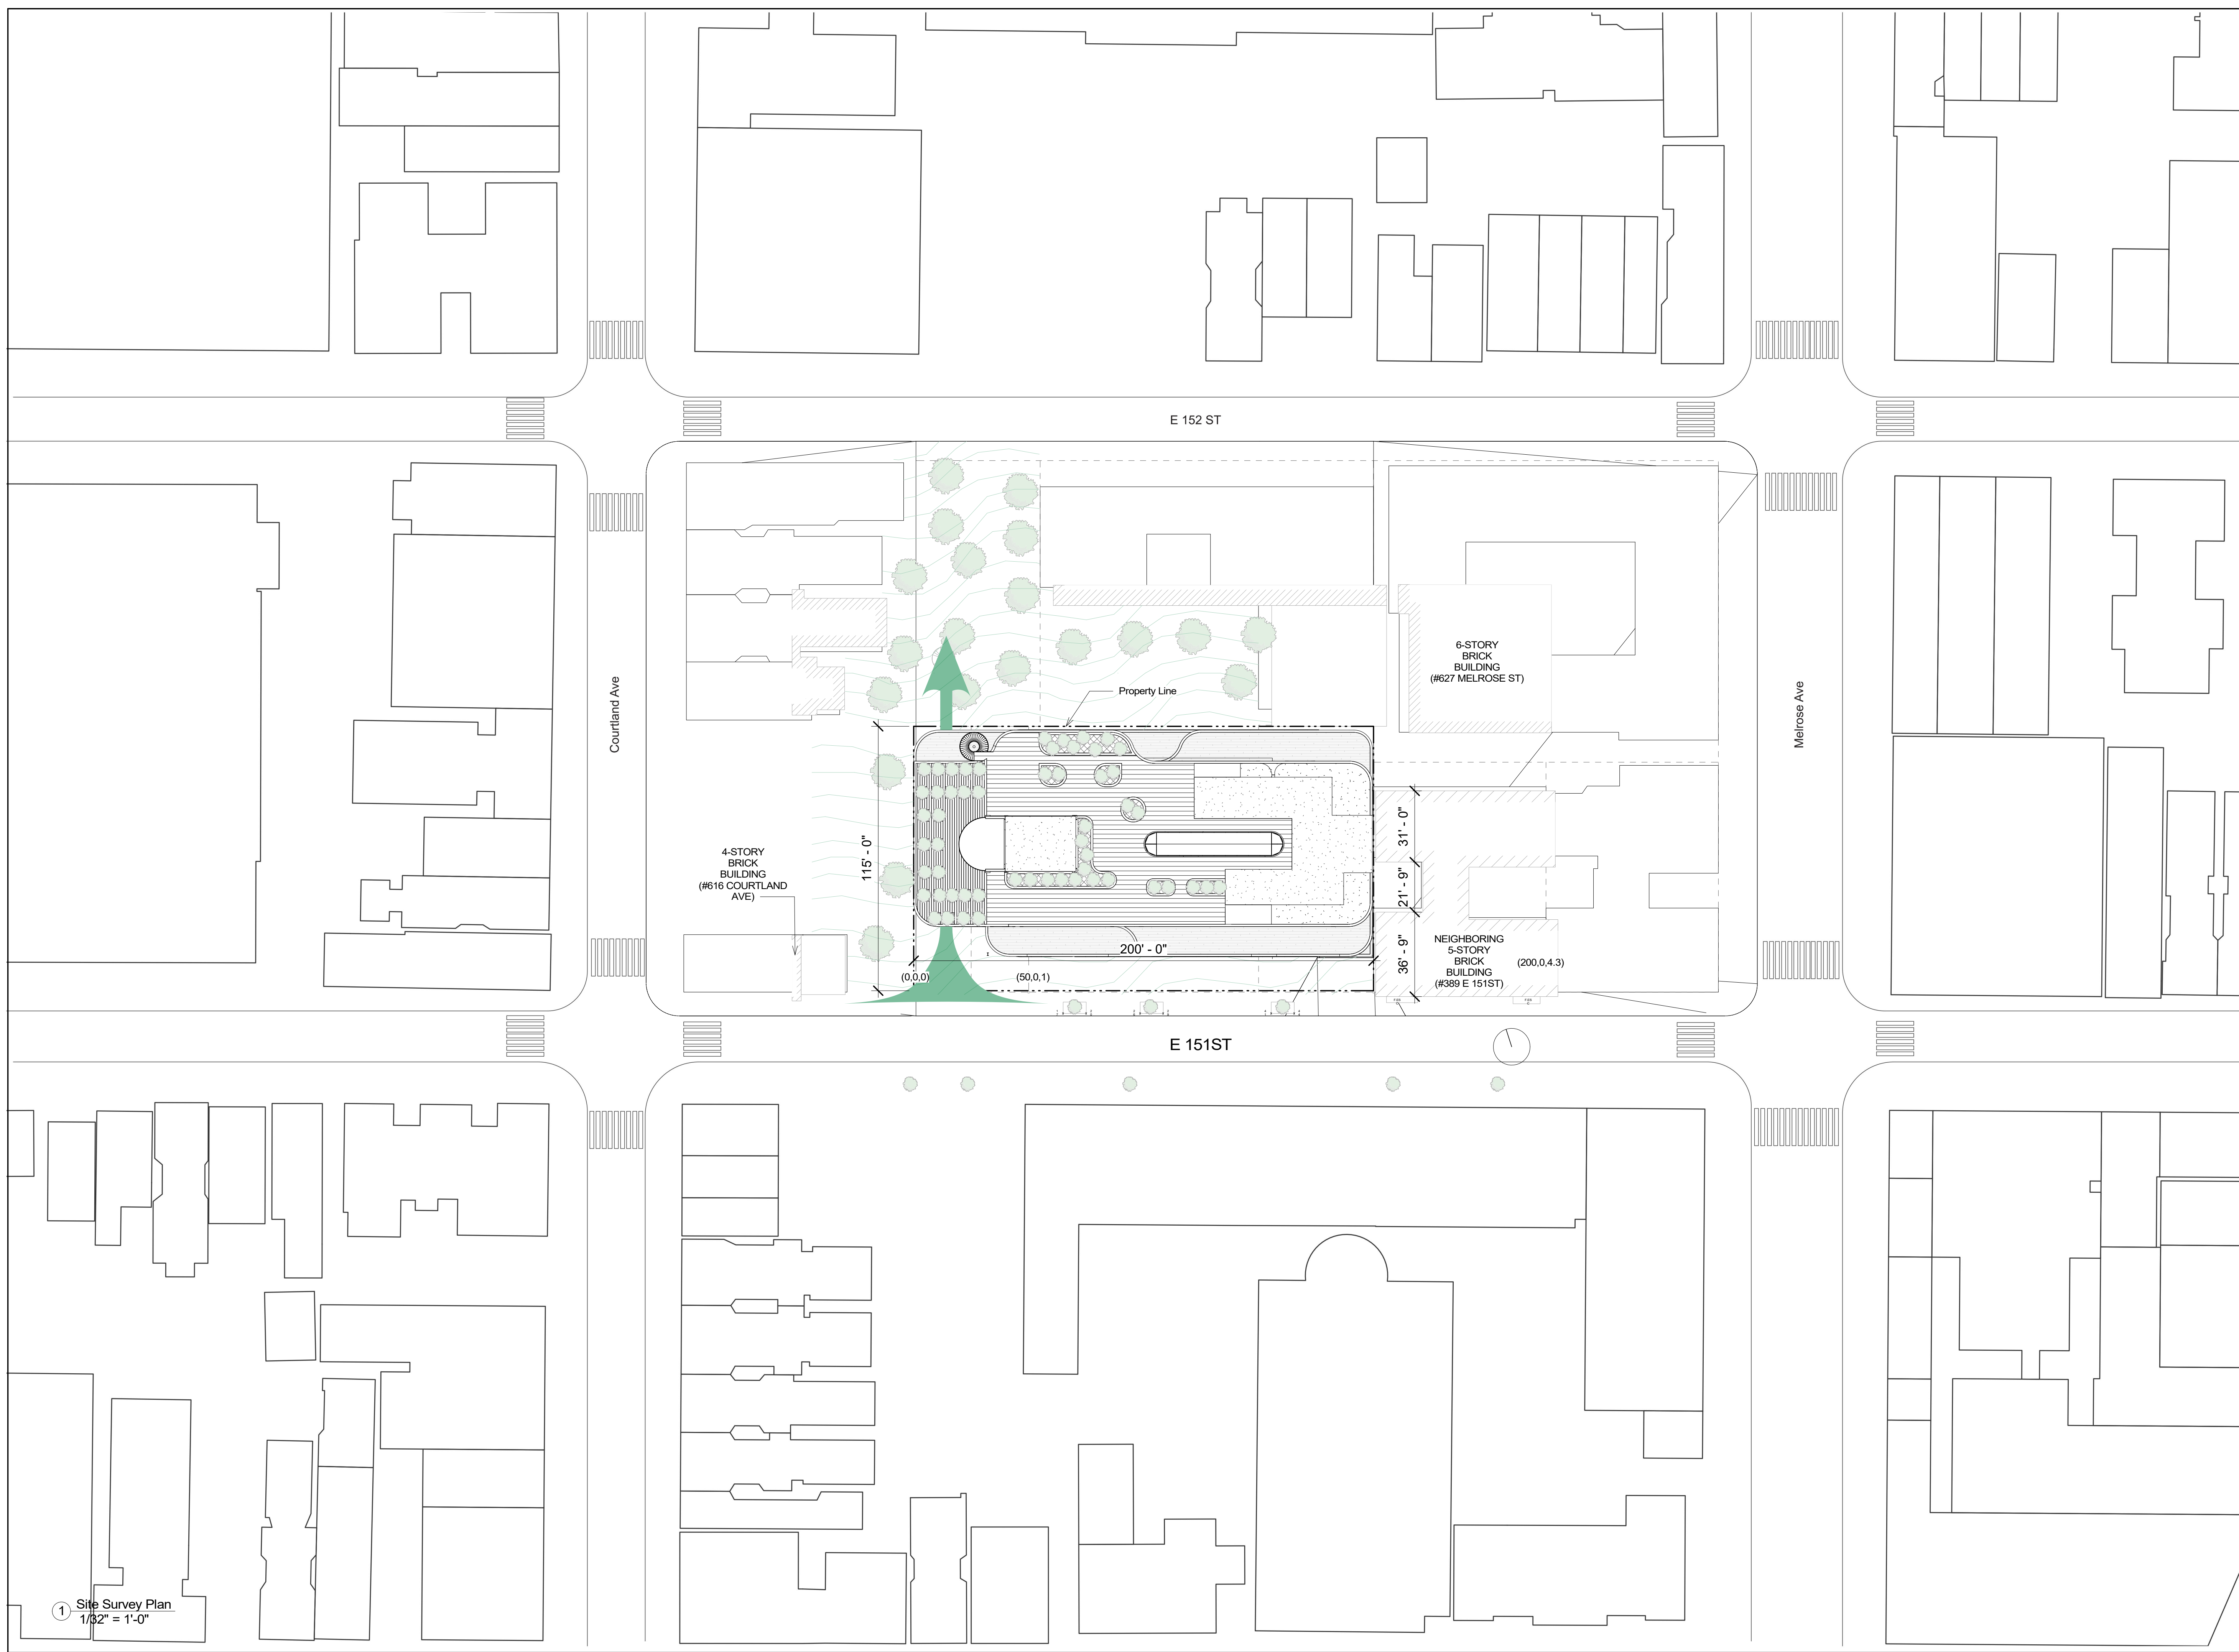 E 152 ST
Courtland Ave
Melrose Ave
6-STORY
BRICK
BUILDING
(#627 MELROSE ST)
Property Line
4-STORY
BRICK
BUILDING
(#616 COURTLAND
AVE)
115' - 0"
31' - 0"
21' - 9"
36' - 9"
200' - 0"
NEIGHBORING
5-STORY
BRICK
BUILDING
(#389 E 151ST)
(0,0,0)
(50,0,1)
(200,0,4.3)
E 151ST
1
Site Survey Plan
1/32" = 1'-0"